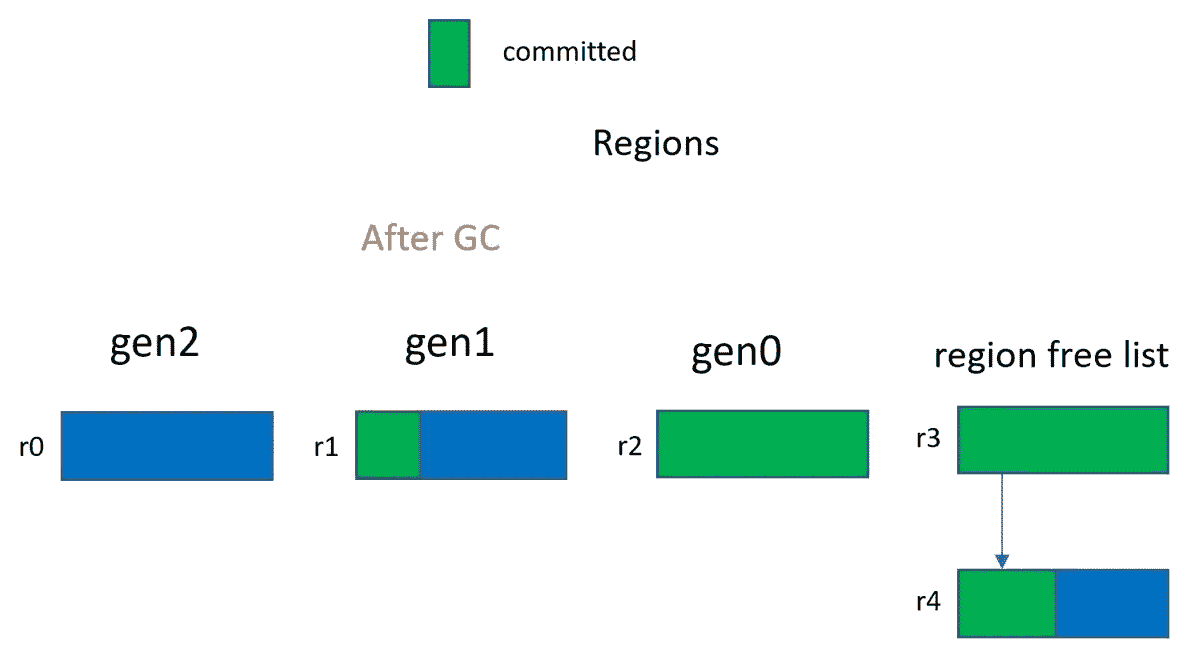 committed
Regions
After GC
gen2
gen1
gen0
region free list
r0
r1
r2
r3
r4